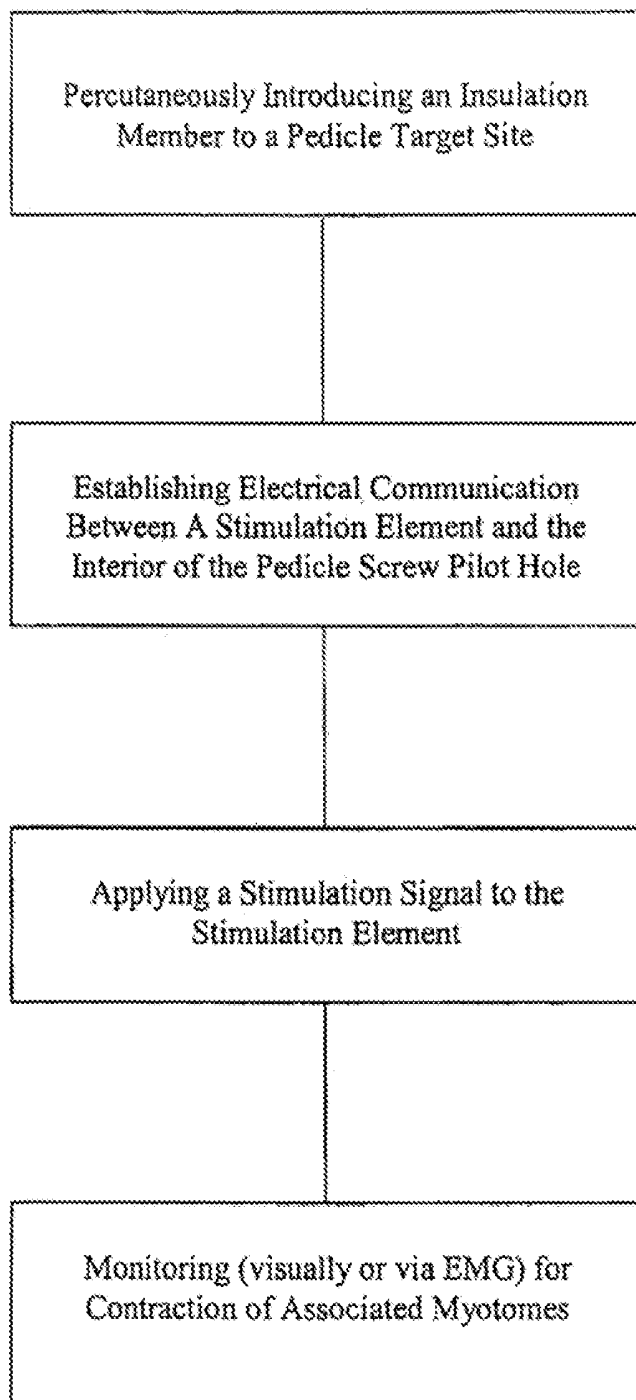 Percutaneously Introducing an Insulation
Member to a Pedicle Target Site
Establishing Electrical Communication
Between A Stimulation Element and the
Interior of the Pedicle Screw Pilot Hole
Applying a Stimulation Signal to the
Stimulation Element
Monitoring (visually or via EMG) for
Contraction of Associated Myotomes